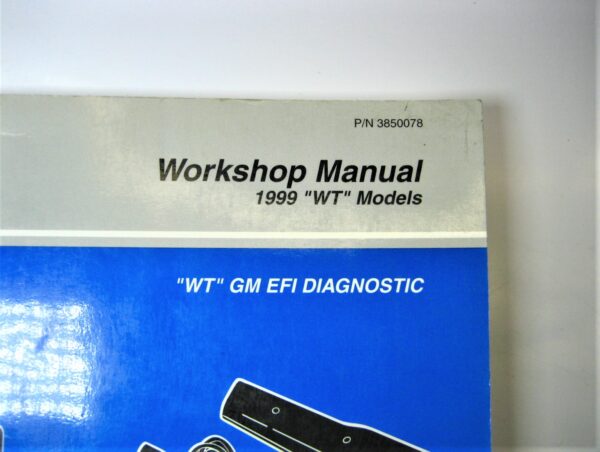 P/N 3850078
Workshop Manual
1999 "WT" Models
"WT" GM EFI DIAGNOSTIC